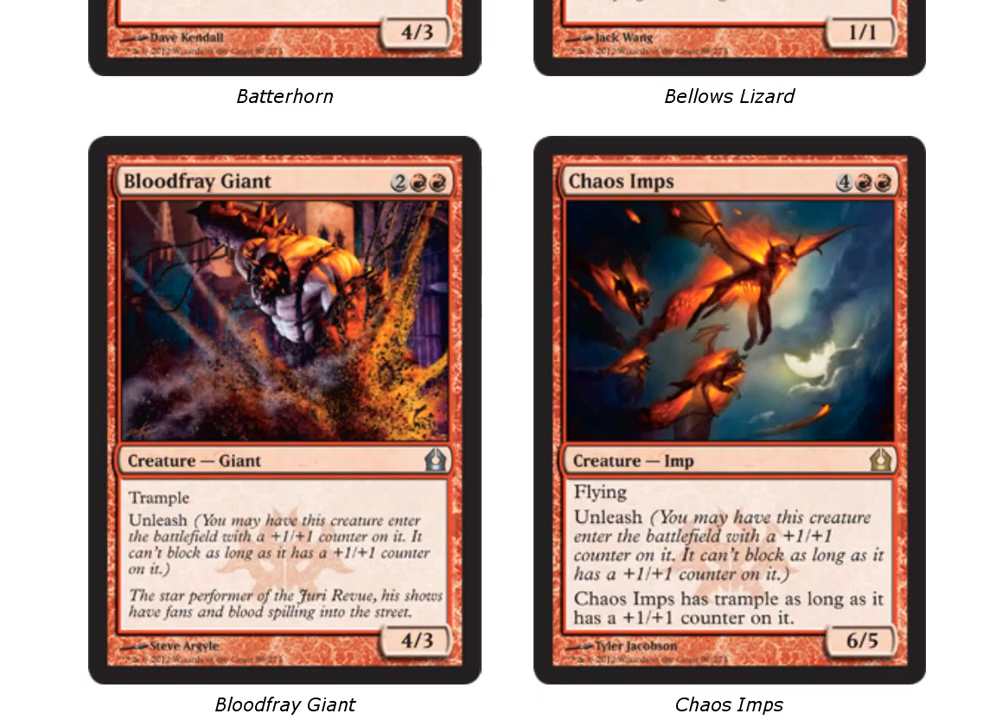 Dave Kendall
4/3
Jack Wang
1/1
Batterhorn
Bellows Lizard
Bloodfray Giant
2
Creature — Giant
Trample
Unleash (You may have this creature enter
the battlefield with a +1/+1 counter on it. It
can't block as long as it has a +1/+1 counter
on it.)
The star performer of the Juri Revue, his shows
have fans and blood spilling into the street.
Steve Argyle
4/3
Bloodfray Giant
Chaos Imps
4
Creature — Imp
Flying
Unleash (You may have this creature
enter the battlefield with a +1/+1
counter on it. It can't block as long as it
has a +1/+1 counter on it.)
Chaos Imps has trample as long as it
has a +1/+1 counter on it.
Tyler Jacobson
6/5
Chaos Imps